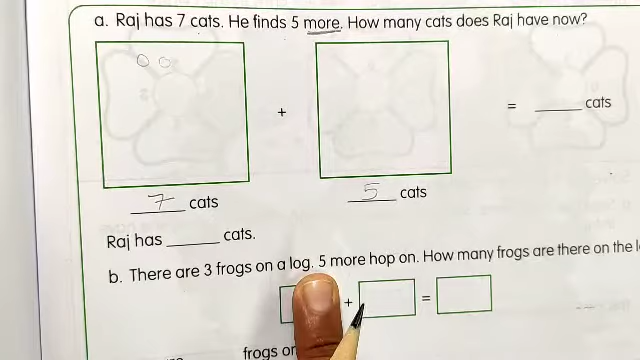 a. Raj has 7 cats. He finds 5 more. How many cats does Raj have now?
+ = ______ cats
7 cats 5 cats
Raj has ______ cats.
b. There are 3 frogs on a log. 5 more hop on. How many frogs are there on the
+ =
frogs on